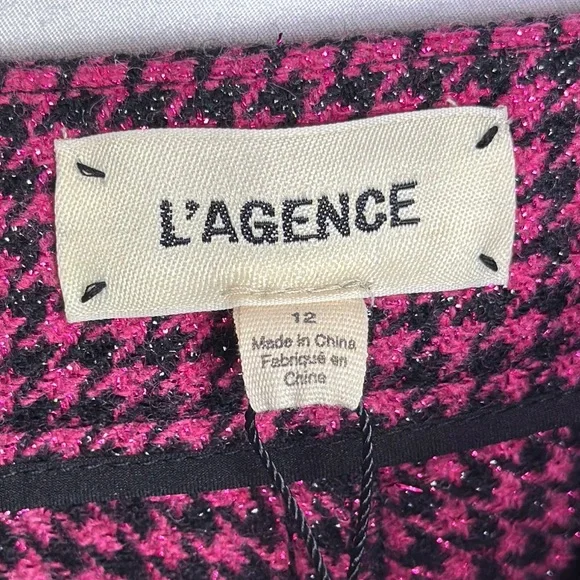 L'AGENCE
12
Made in China
Fabriqué en
Chine